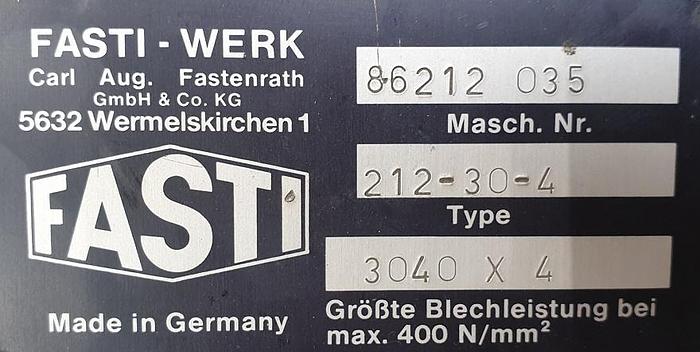 FASTI - WERK
Carl Aug. Fastenrath
GmbH & Co. KG
5632 Wermelskirchen 1
FASTI
Made in Germany
86212 035
Masch. Nr.
212-30-4
Type
3040 X 4
Größte Blechleistung bei
max. 400 N/mm²